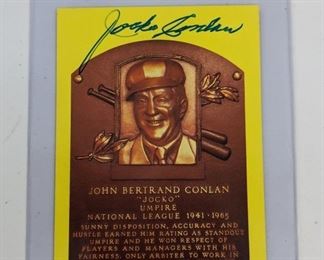 Jocko Conlan
JOHN BERTRAND CONLAN
"JOCKO"
UMPIRE
NATIONAL LEAGUE 1941-1965
SUNNY DISPOSITION, ACCURACY AND
HUSTLE EARNED HIM RATING AS STANDOUT
UMPIRE AND HE WON RESPECT OF
PLAYERS AND MANAGERS WITH HIS
FAIRNESS. ONLY ARBITER TO WORK IN